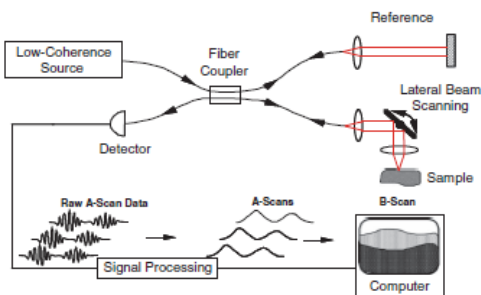 Reference
Low-Coherence
Source
Fiber
Coupler
Lateral Beam
Scanning
Detector
Sample
Raw A-Scan Data
A-Scans
B-Scan
Signal Processing
Computer